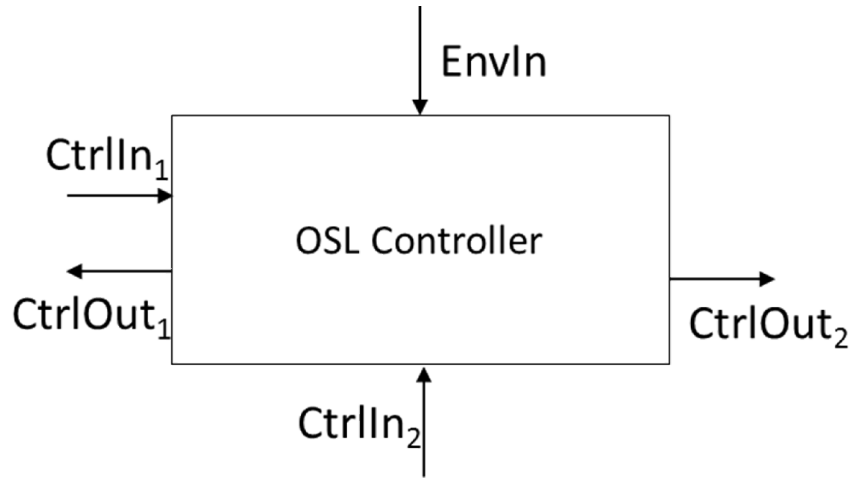 EnvIn
CtrlIn₁
OSL Controller
CtrlOut₁
CtrlOut₂
CtrlIn₂